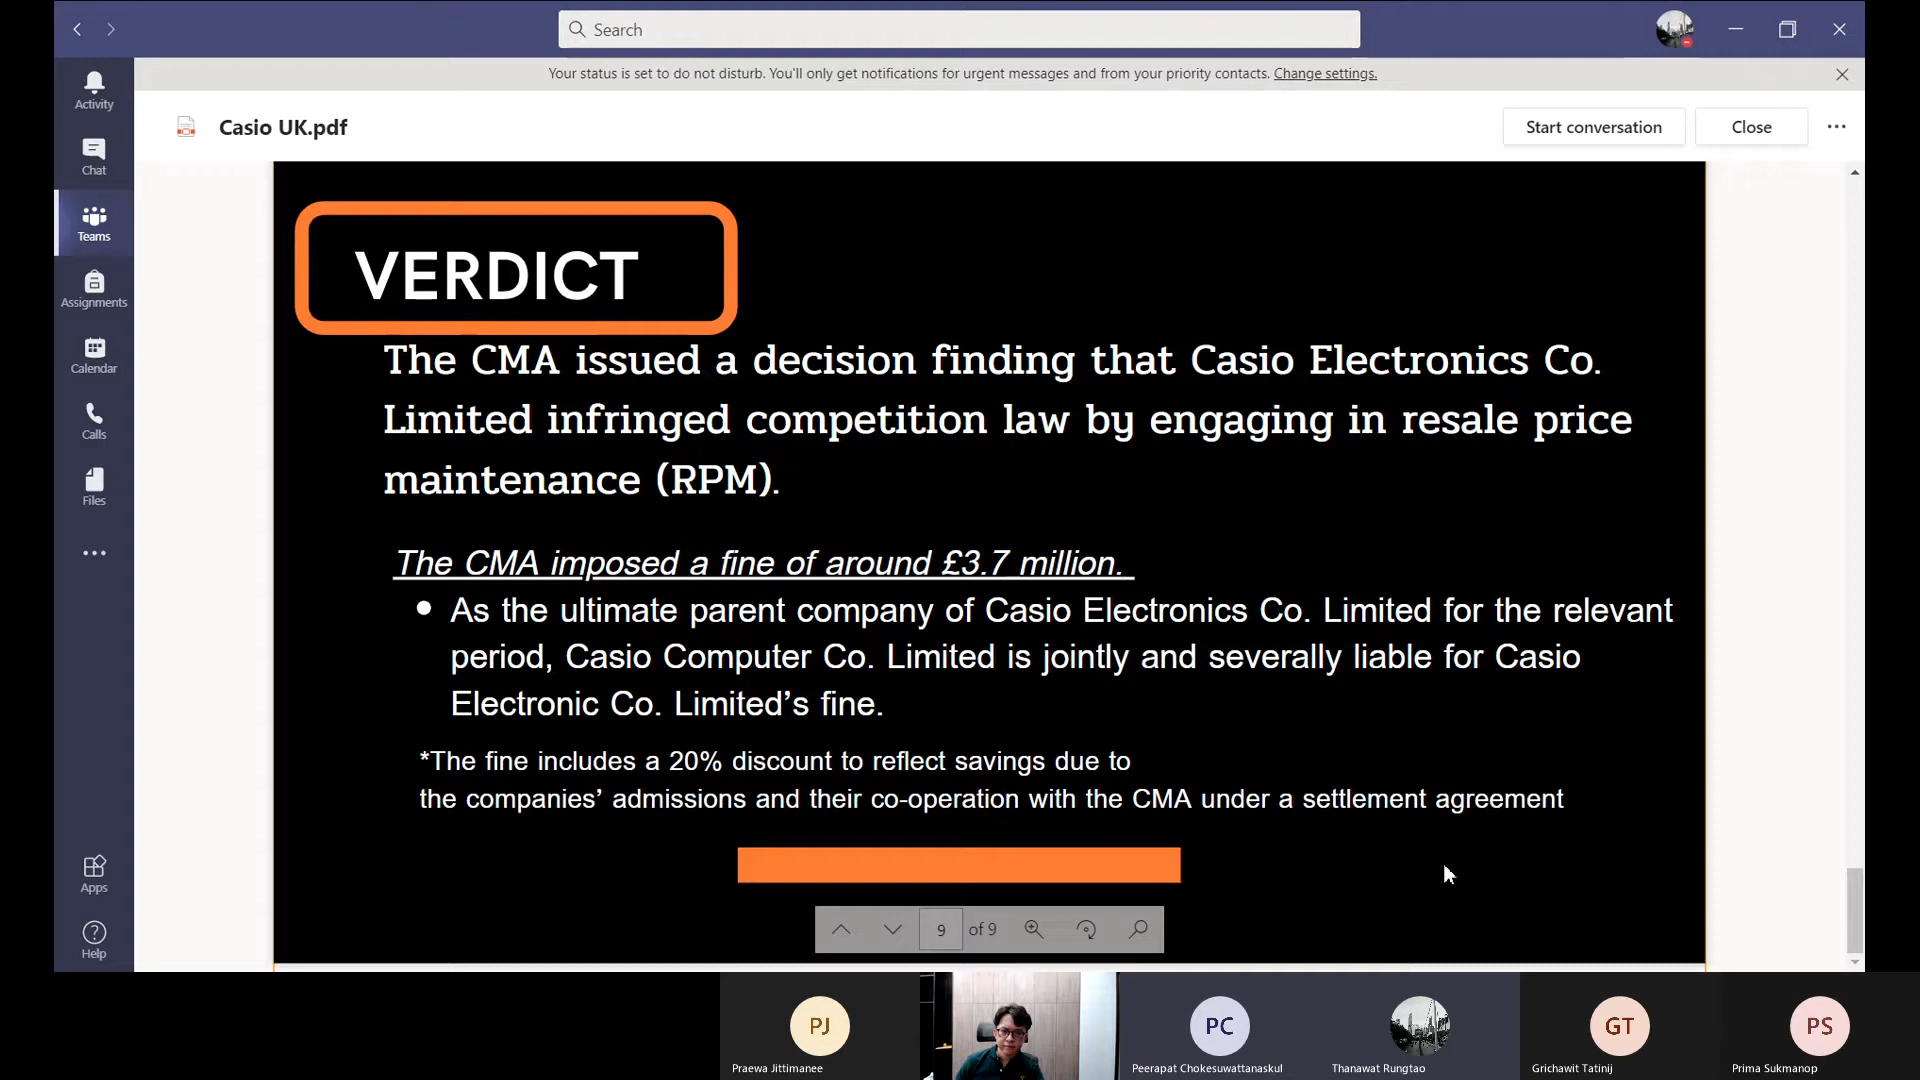 Search
Your status is set to do not disturb. You'll only get notifications for urgent messages and from your priority contacts. Change settings.
Activity
Chat
Teams
Assignments
Calendar
Calls
Files
Apps
Help
Casio UK.pdf
Start conversation
Close
VERDICT
The CMA issued a decision finding that Casio Electronics Co.
Limited infringed competition law by engaging in resale price
maintenance (RPM).
The CMA imposed a fine of around £3.7 million.
As the ultimate parent company of Casio Electronics Co. Limited for the relevant
period, Casio Computer Co. Limited is jointly and severally liable for Casio
Electronic Co. Limited’s fine.
*The fine includes a 20% discount to reflect savings due to
the companies’ admissions and their co-operation with the CMA under a settlement agreement
9 of 9
PJ
PC
GT
PS
Praewa Jittimanee
Peerapat Chokesuwattanaskul
Thanawat Rungtao
Grichawit Tatinij
Prima Sukmanop